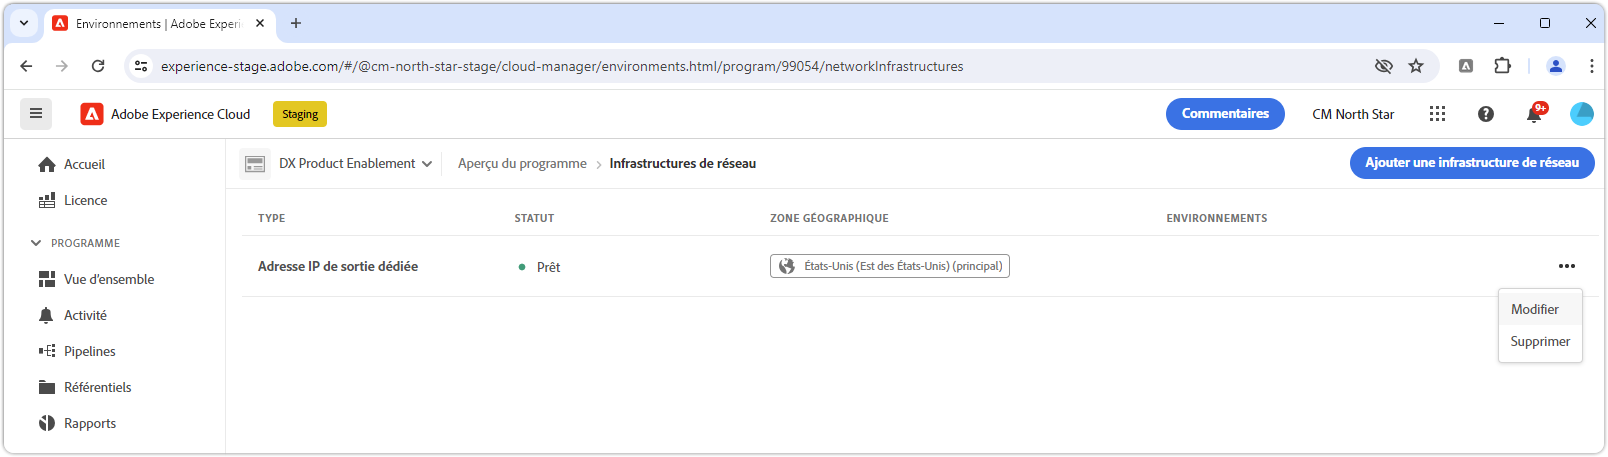 Environnements | Adobe Experi
experience-stage.adobe.com/#/@cm-north-star-stage/cloud-manager/environments.html/program/99054/networkInfrastructures
Adobe Experience Cloud
Staging
Commentaires
CM North Star
9+
Accueil
Licence
PROGRAMME
Vue d'ensemble
Activité
Pipelines
Référentiels
Rapports
DX Product Enablement
Aperçu du programme > Infrastructures de réseau
Ajouter une infrastructure de réseau
TYPE STATUT ZONE GÉOGRAPHIQUE ENVIRONNEMENTS
Adresse IP de sortie dédiée Prêt États-Unis (Est des États-Unis) (principal)
Modifier
Supprimer